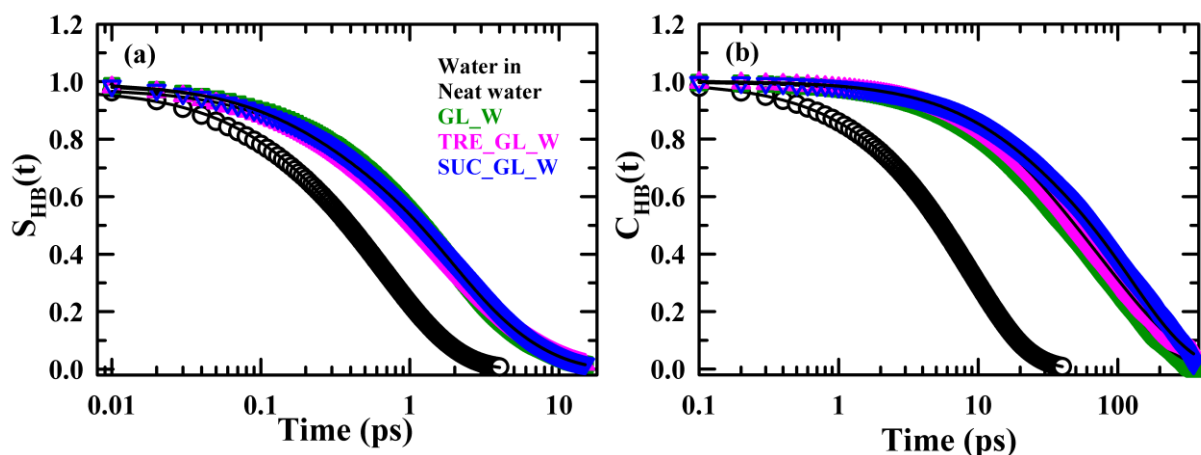 (a)
S_HB(t)
1.2
1.0
0.8
0.6
0.4
0.2
0.0
Water in
Neat water
GL_W
TRE_GL_W
SUC_GL_W
0.01 0.1 1 10
Time (ps)
(b)
C_HB(t)
1.2
1.0
0.8
0.6
0.4
0.2
0.0
0.1 1 10 100
Time (ps)